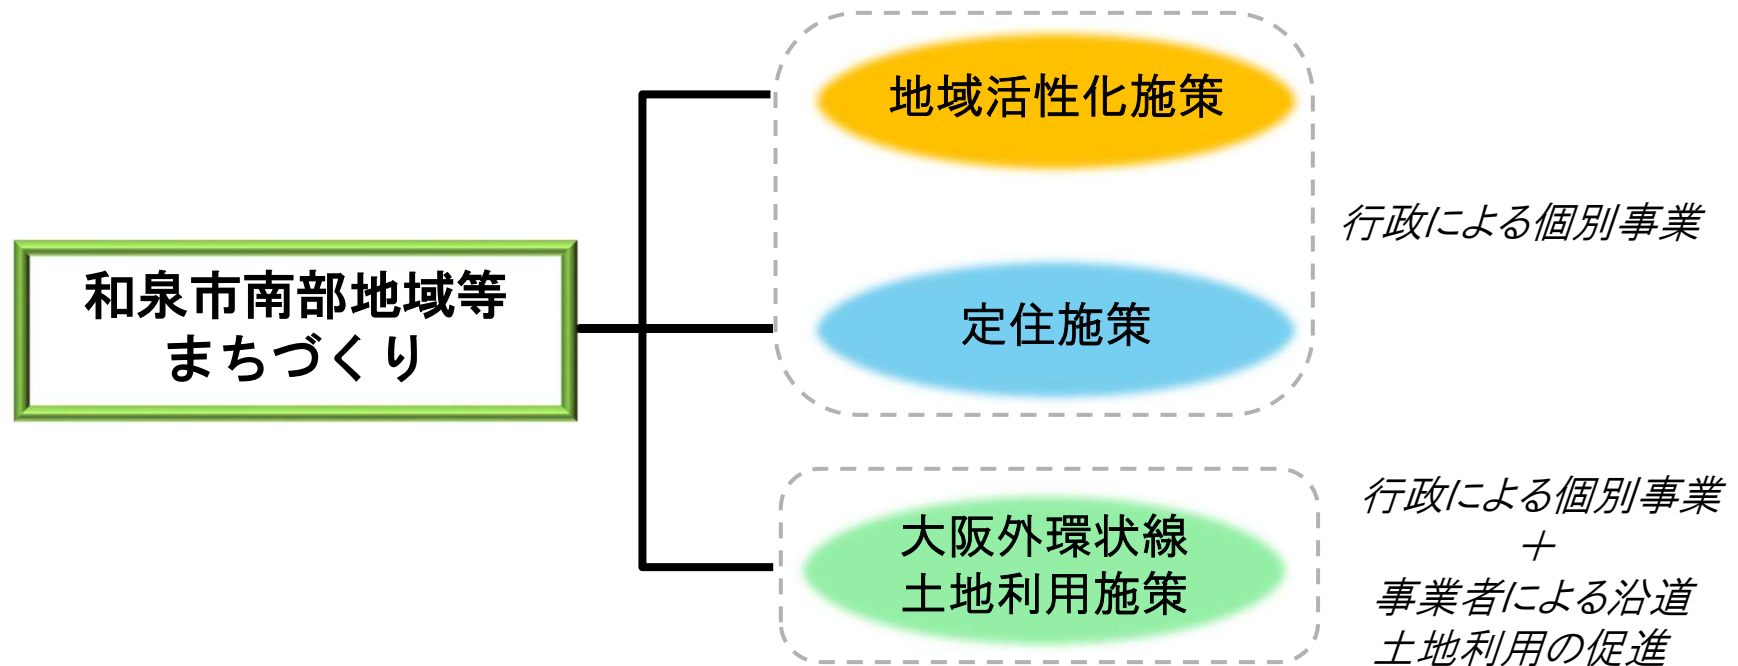 和泉市南部地域等
まちづくり
地域活性化施策
定住施策
行政による個別事業
大阪外環状線
土地利用施策
行政による個別事業
＋
事業者による沿道
土地利用の促進